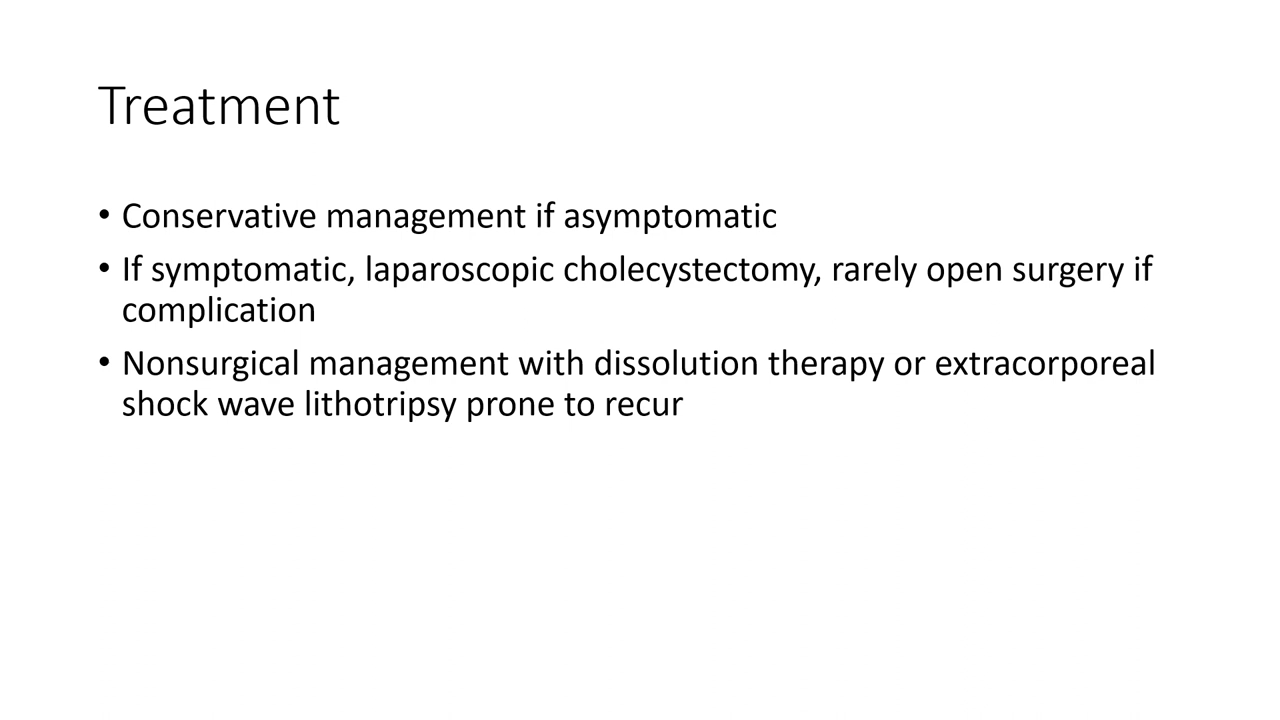 Treatment
• Conservative management if asymptomatic
• If symptomatic, laparoscopic cholecystectomy, rarely open surgery if
complication
• Nonsurgical management with dissolution therapy or extracorporeal
shock wave lithotripsy prone to recur